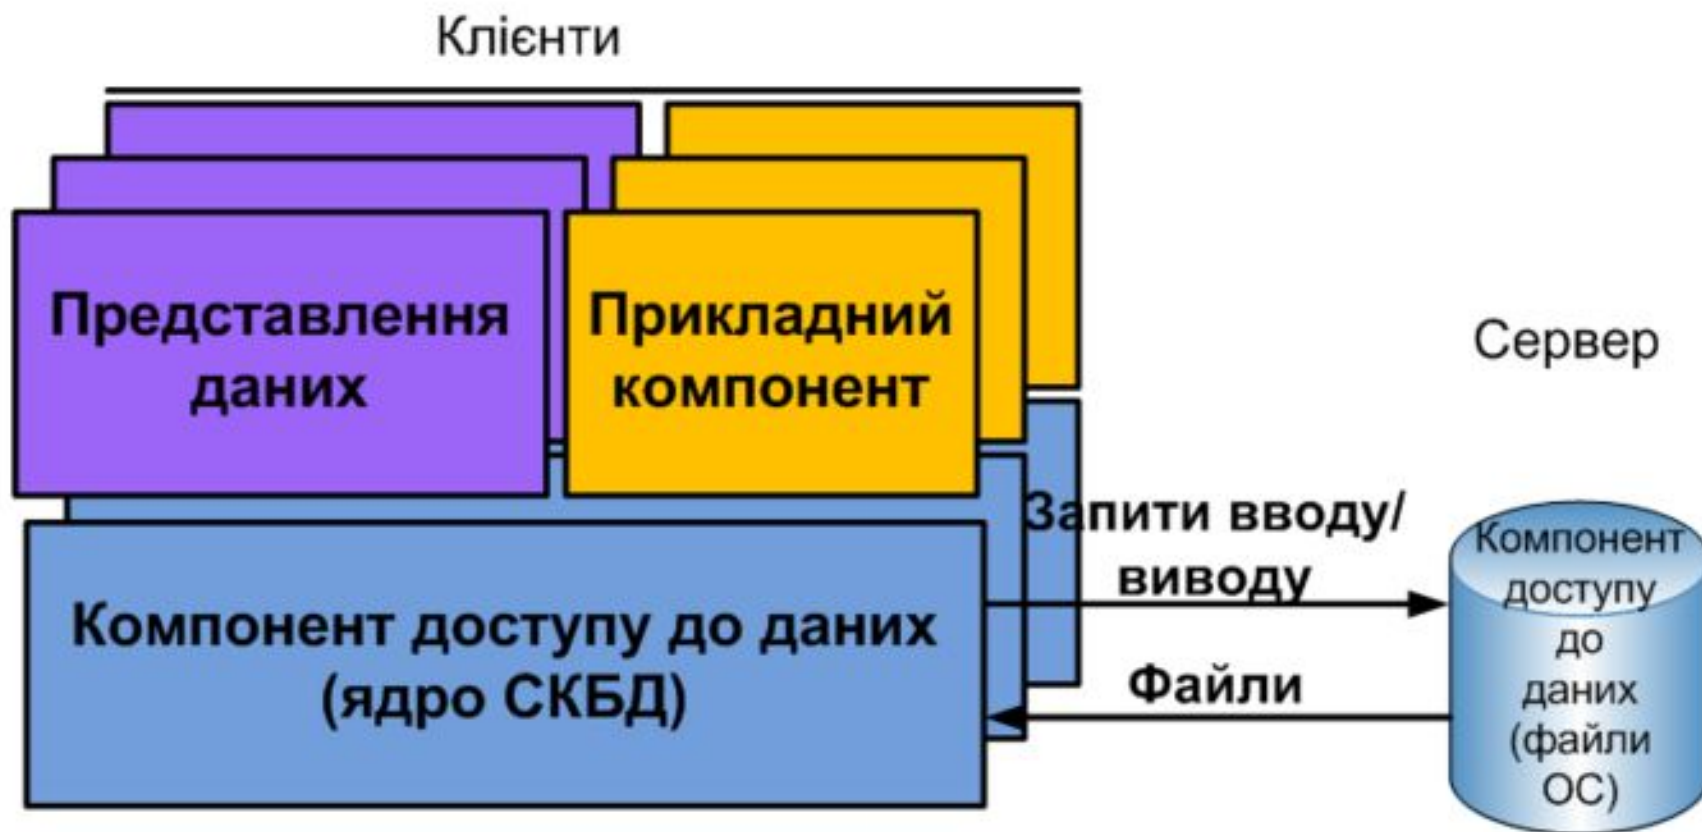 Клієнти
Представлення
даних
Прикладний
компонент
Сервер
Запити вводу/
виводу
Компонент доступу до даних
(ядро СКБД)
Файли
Компонент
доступу
до
даних
(файли
ОС)